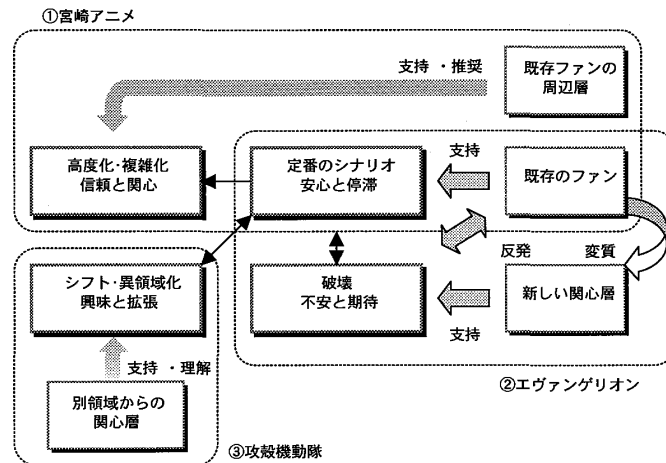 ①宮崎アニメ
支持・推奨
既存ファンの
周辺層
高度化・複雑化
信頼と関心
定番のシナリオ
安心と停滞
支持
既存のファン
反発
変質
シフト・異領域化
興味と拡張
破壊
不安と期待
新しい関心層
支持
支持・理解
別領域からの
関心層
②エヴァンゲリオン
③攻殻機動隊